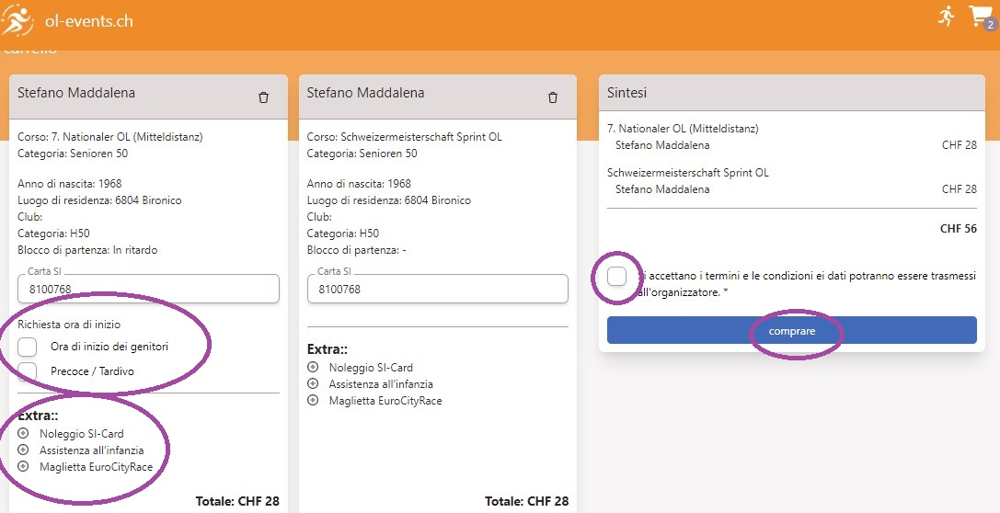 ol-events.ch
2
carrello
Stefano Maddalena
Corso: 7. Nationaler OL (Mitteldistanz)
Categoria: Senioren 50
Anno di nascita: 1968
Luogo di residenza: 6804 Bironico
Club:
Categoria: H50
Blocco di partenza: In ritardo
Carta SI
8100768
Richiesta ora di inizio
Ora di inizio dei genitori
Precoce / Tardivo
Extra::
Noleggio SI-Card
Assistenza all'infanzia
Maglietta EuroCityRace
Totale: CHF 28
Stefano Maddalena
Corso: Schweizermeisterschaft Sprint OL
Categoria: Senioren 50
Anno di nascita: 1968
Luogo di residenza: 6804 Bironico
Club:
Categoria: H50
Blocco di partenza: -
Carta SI
8100768
Extra::
Noleggio SI-Card
Assistenza all'infanzia
Maglietta EuroCityRace
Totale: CHF 28
Sintesi
7. Nationaler OL (Mitteldistanz)
Stefano Maddalena CHF 28
Schweizermeisterschaft Sprint OL
Stefano Maddalena CHF 28
CHF 56
Si accettano i termini e le condizioni ei dati potranno essere trasmessi
all'organizzatore. *
comprare